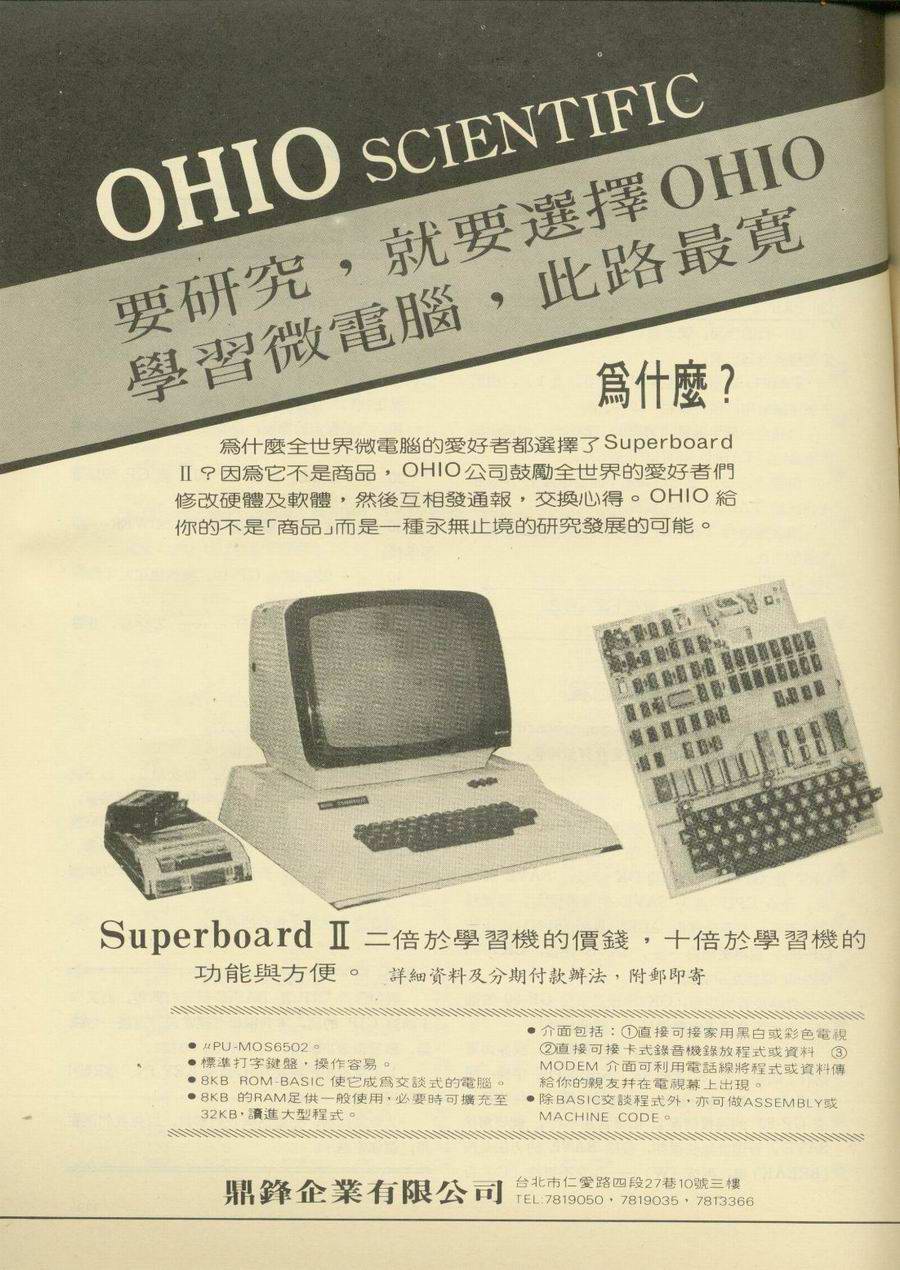 OHIO SCIENTIFIC
要研究，就要選擇OHIO
學習微電腦，此路最寬
為什麼？
為什麼全世界微電腦的愛好者都選擇了Superboard
Ⅱ？因為它不是商品，OHIO公司鼓勵全世界的愛好者們
修改硬體及軟體，然後互相發通報，交換心得。OHIO 給
你的不是「商品」而是一種永無止境的研究發展的可能。
Superboard Ⅱ 二倍於學習機的價錢，十倍於學習機的
功能與方便。 詳細資料及分期付款辦法，附郵即寄
● μPU-MOS6502。
● 標準打字鍵盤，操作容易。
● 8KB ROM-BASIC 使它成為交談式的電腦。
● 8KB 的RAM足供一般使用，必要時可擴充至
32KB，讀進大型程式。
● 介面包括：①直接可接家用黑白或彩色電視
②直接可接卡式錄音機錄放程式或資料 ③
MODEM 介面可利用電話線將程式或資料傳
給你的親友幷在電視幕上出現。
● 除BASIC交談程式外，亦可做ASSEMBLY或
MACHINE CODE。
鼎鋒企業有限公司
台北市仁愛路四段27巷10號三樓
TEL:7819050，7819035，7813366